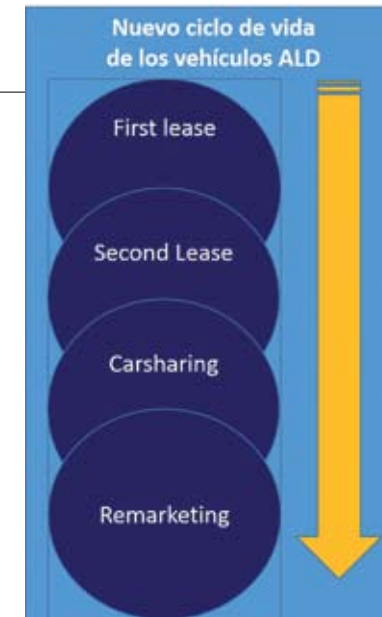 Nuevo ciclo de vida
de los vehículos ALD
First lease
Second Lease
Carsharing
Remarketing